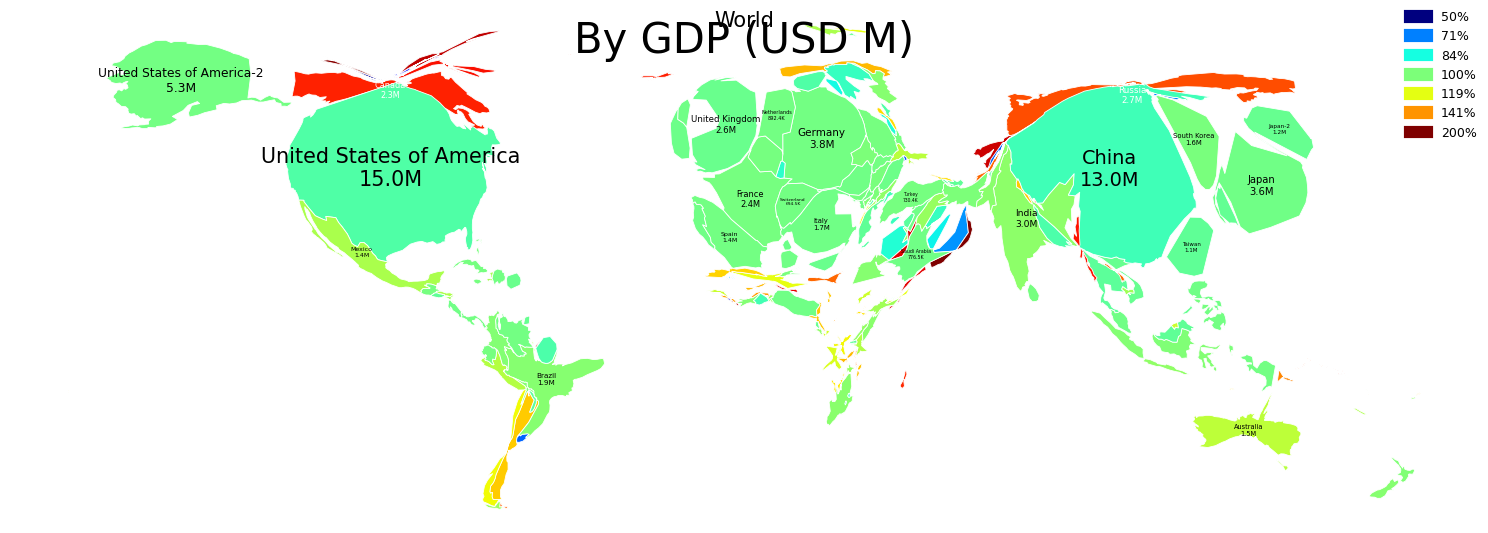 World
By GDP (USD M)
50%
71%
84%
100%
119%
141%
200%
United States of America-2
5.3M
Canada
2.3M
United States of America
15.0M
Mexico
1.4M
Brazil
1.9M
United Kingdom
2.6M
Netherlands
892.4K
Germany
3.8M
France
2.4M
Switzerland
694.5K
Spain
1.4M
Italy
1.7M
Turkey
730.4K
Saudi Arabia
776.5K
Russia
2.7M
China
13.0M
India
3.0M
South Korea
1.6M
Japan-2
1.2M
Japan
3.6M
Taiwan
1.1M
Australia
1.5M